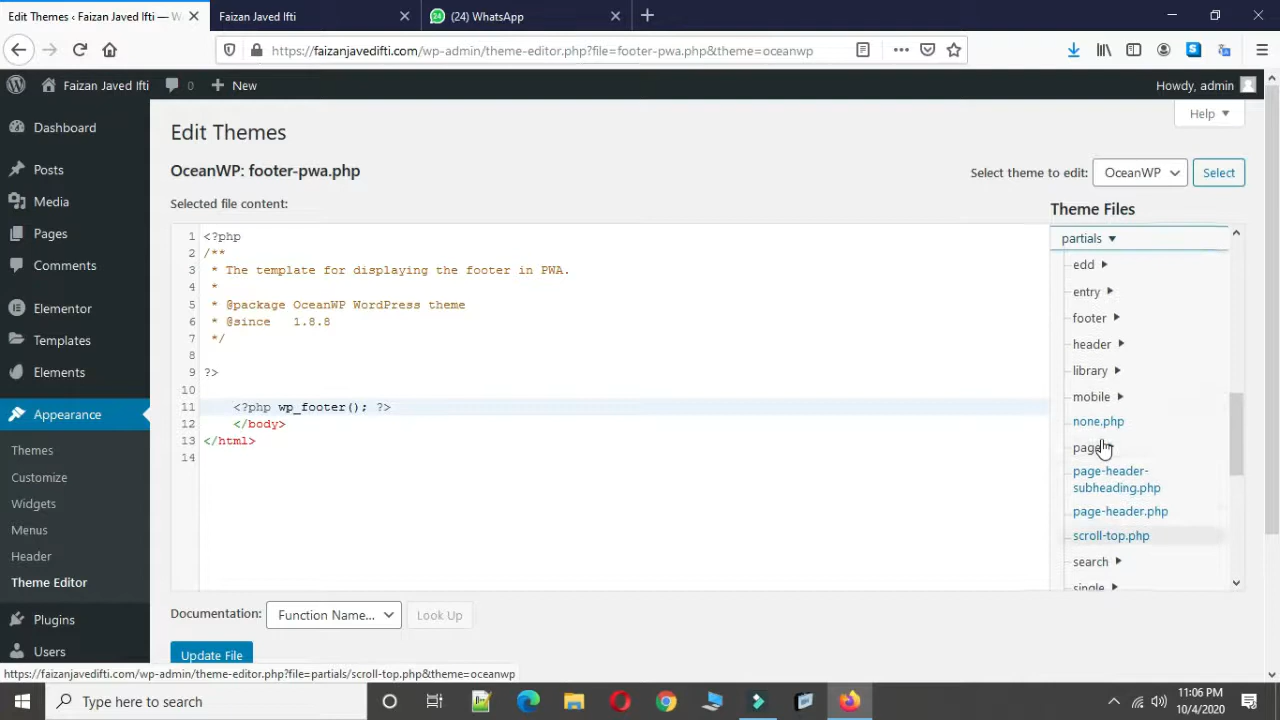 Edit Themes ‹ Faizan Javed Ifti — W
Faizan Javed Ifti
(24) WhatsApp
https://faizanjavedifti.com/wp-admin/theme-editor.php?file=footer-pwa.php&theme=oceanwp
Faizan Javed Ifti
0
New
Howdy, admin
Help
Dashboard
Posts
Media
Pages
Comments
Elementor
Templates
Elements
Appearance
Themes
Customize
Widgets
Menus
Header
Theme Editor
Plugins
Users
Edit Themes
OceanWP: footer-pwa.php
Select theme to edit:
OceanWP
Select
Selected file content:
1 <?php
2 /**
3  * The template for displaying the footer in PWA.
4  *
5  * @package OceanWP WordPress theme
6  * @since   1.8.8
7  */
8
9 ?>
10
11     <?php wp_footer(); ?>
12     </body>
13 </html>
14
Theme Files
partials
edd
entry
footer
header
library
mobile
none.php
page
page-header-
subheading.php
page-header.php
scroll-top.php
search
single
Documentation:
Function Name...
Look Up
Update File
https://faizanjavedifti.com/wp-admin/theme-editor.php?file=partials/scroll-top.php&theme=oceanwp
Type here to search
11:06 PM
10/4/2020